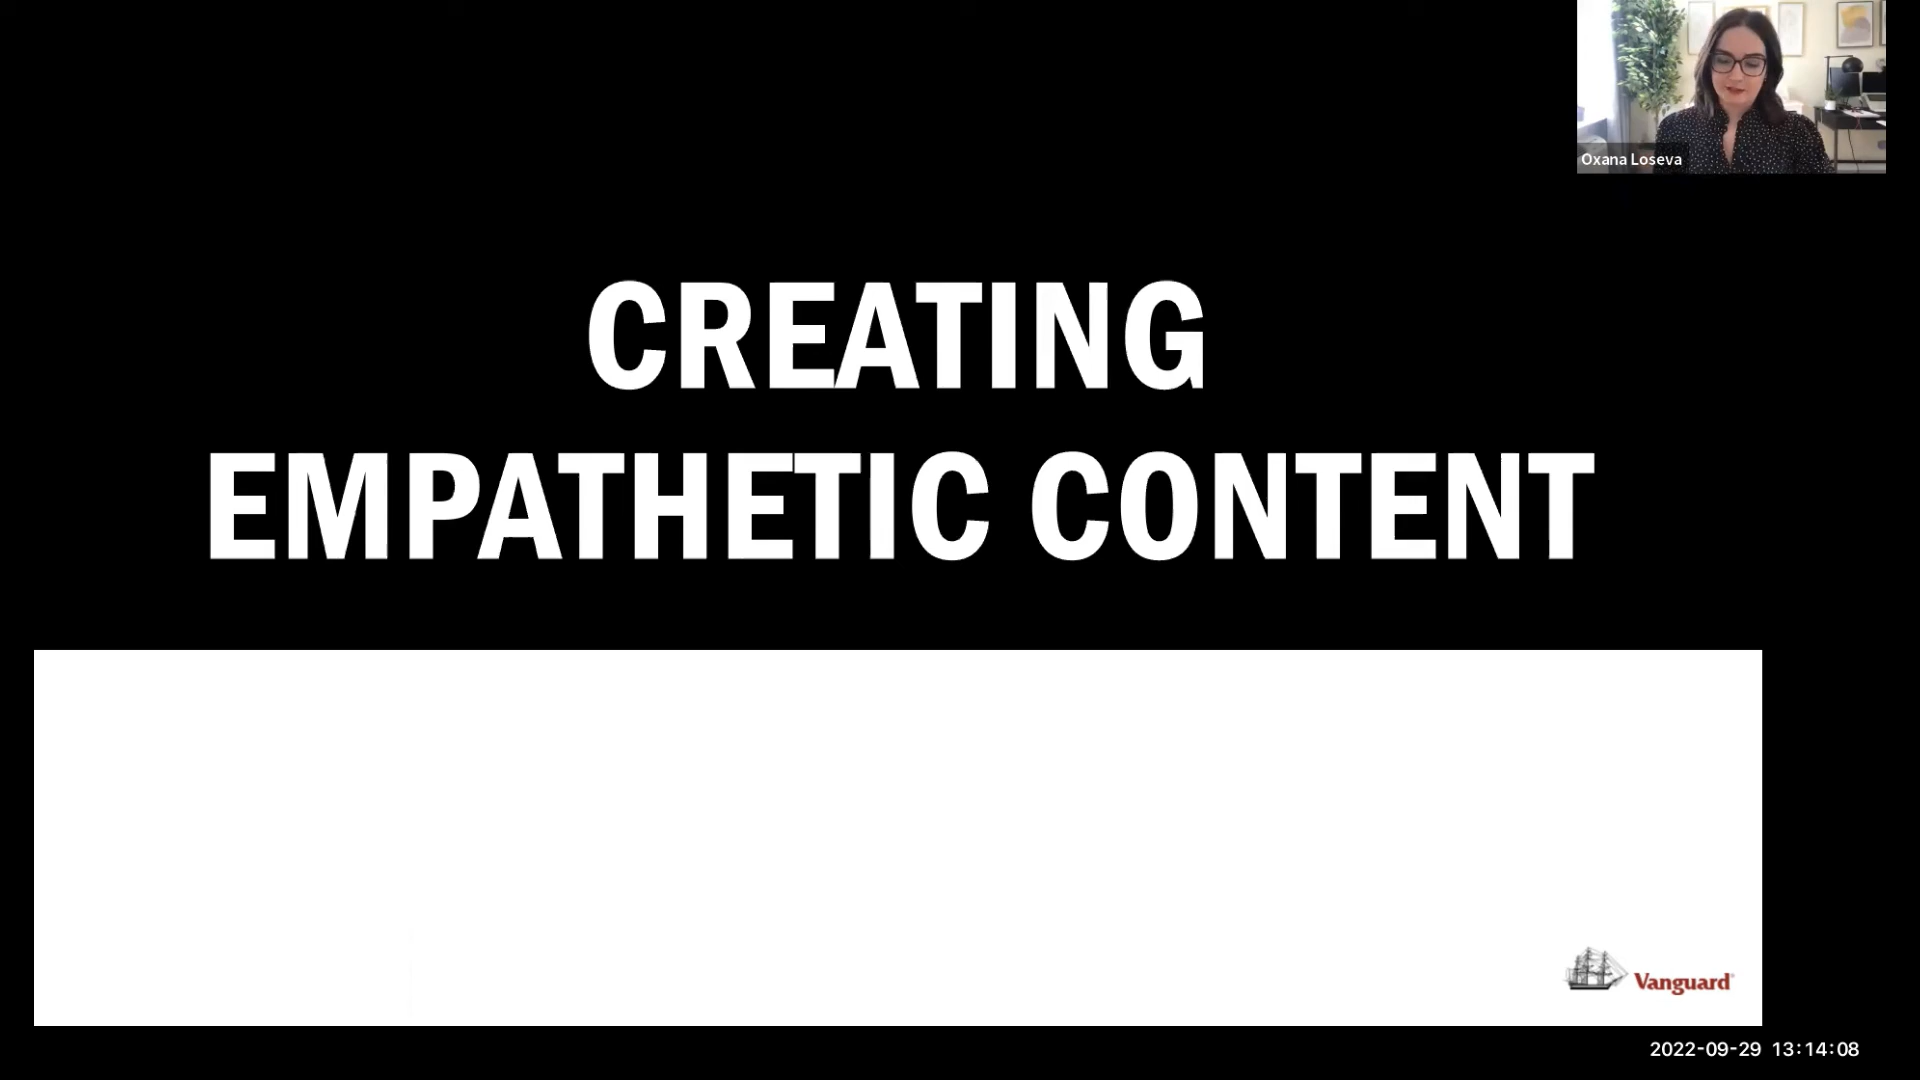 Oxana Loseva
CREATING
EMPATHETIC CONTENT
Vanguard
2022-09-29 13:14:08